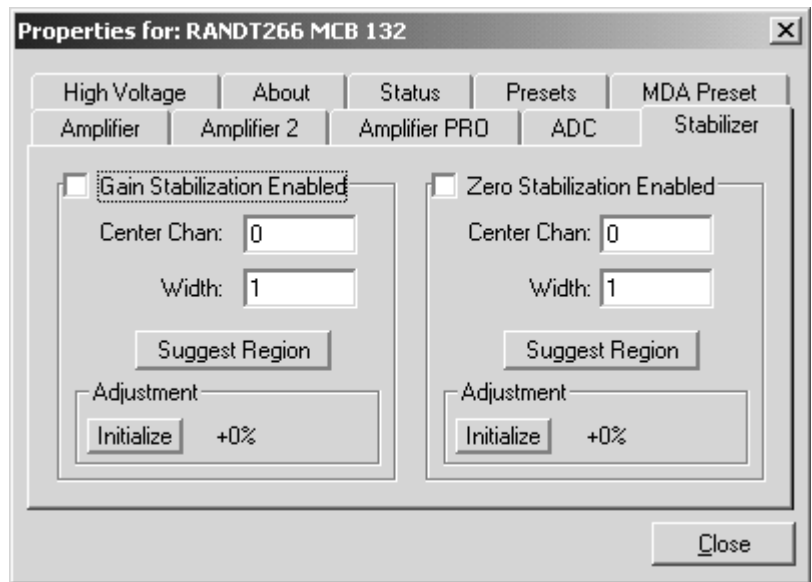 Properties for: RANDT266 MCB 132
High Voltage About Status Presets MDA Preset
Amplifier Amplifier 2 Amplifier PRO ADC Stabilizer
Gain Stabilization Enabled Zero Stabilization Enabled
Center Chan: 0 Center Chan: 0
Width: 1 Width: 1
Suggest Region Suggest Region
Adjustment Adjustment
Initialize +0% Initialize +0%
Close